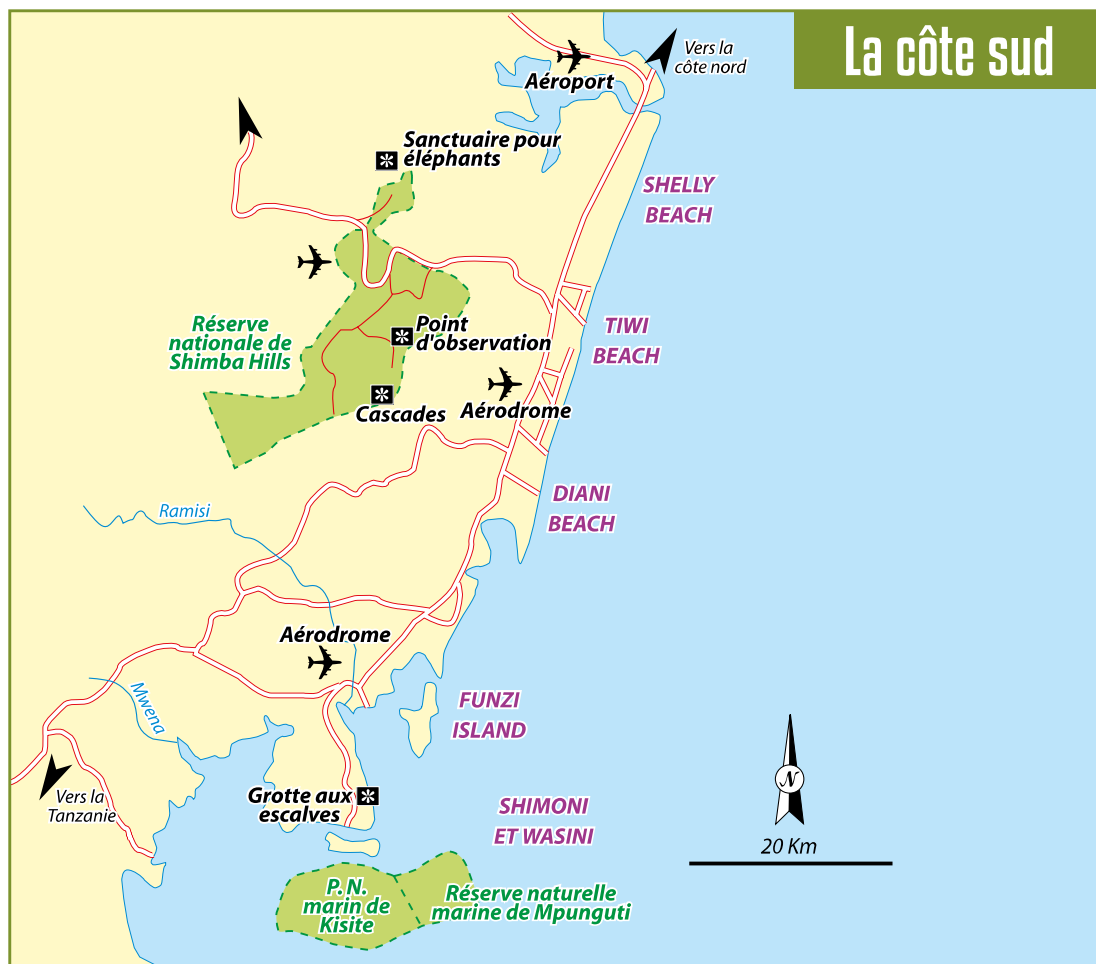 La côte sud
Vers la
côte nord
Aéroport
Sanctuaire pour
éléphants
SHELLY
BEACH
Réserve
nationale de
Shimba Hills
Point
d'observation
TIWI
BEACH
Cascades
Aérodrome
DIANI
BEACH
Ramisi
Aérodrome
Mwena
FUNZI
ISLAND
Vers la
Tanzanie
Grotte aux
escalves
SHIMONI
ET WASINI
N
20 Km
P. N.
marin de
Kisite
Réserve naturelle
marine de Mpunguti